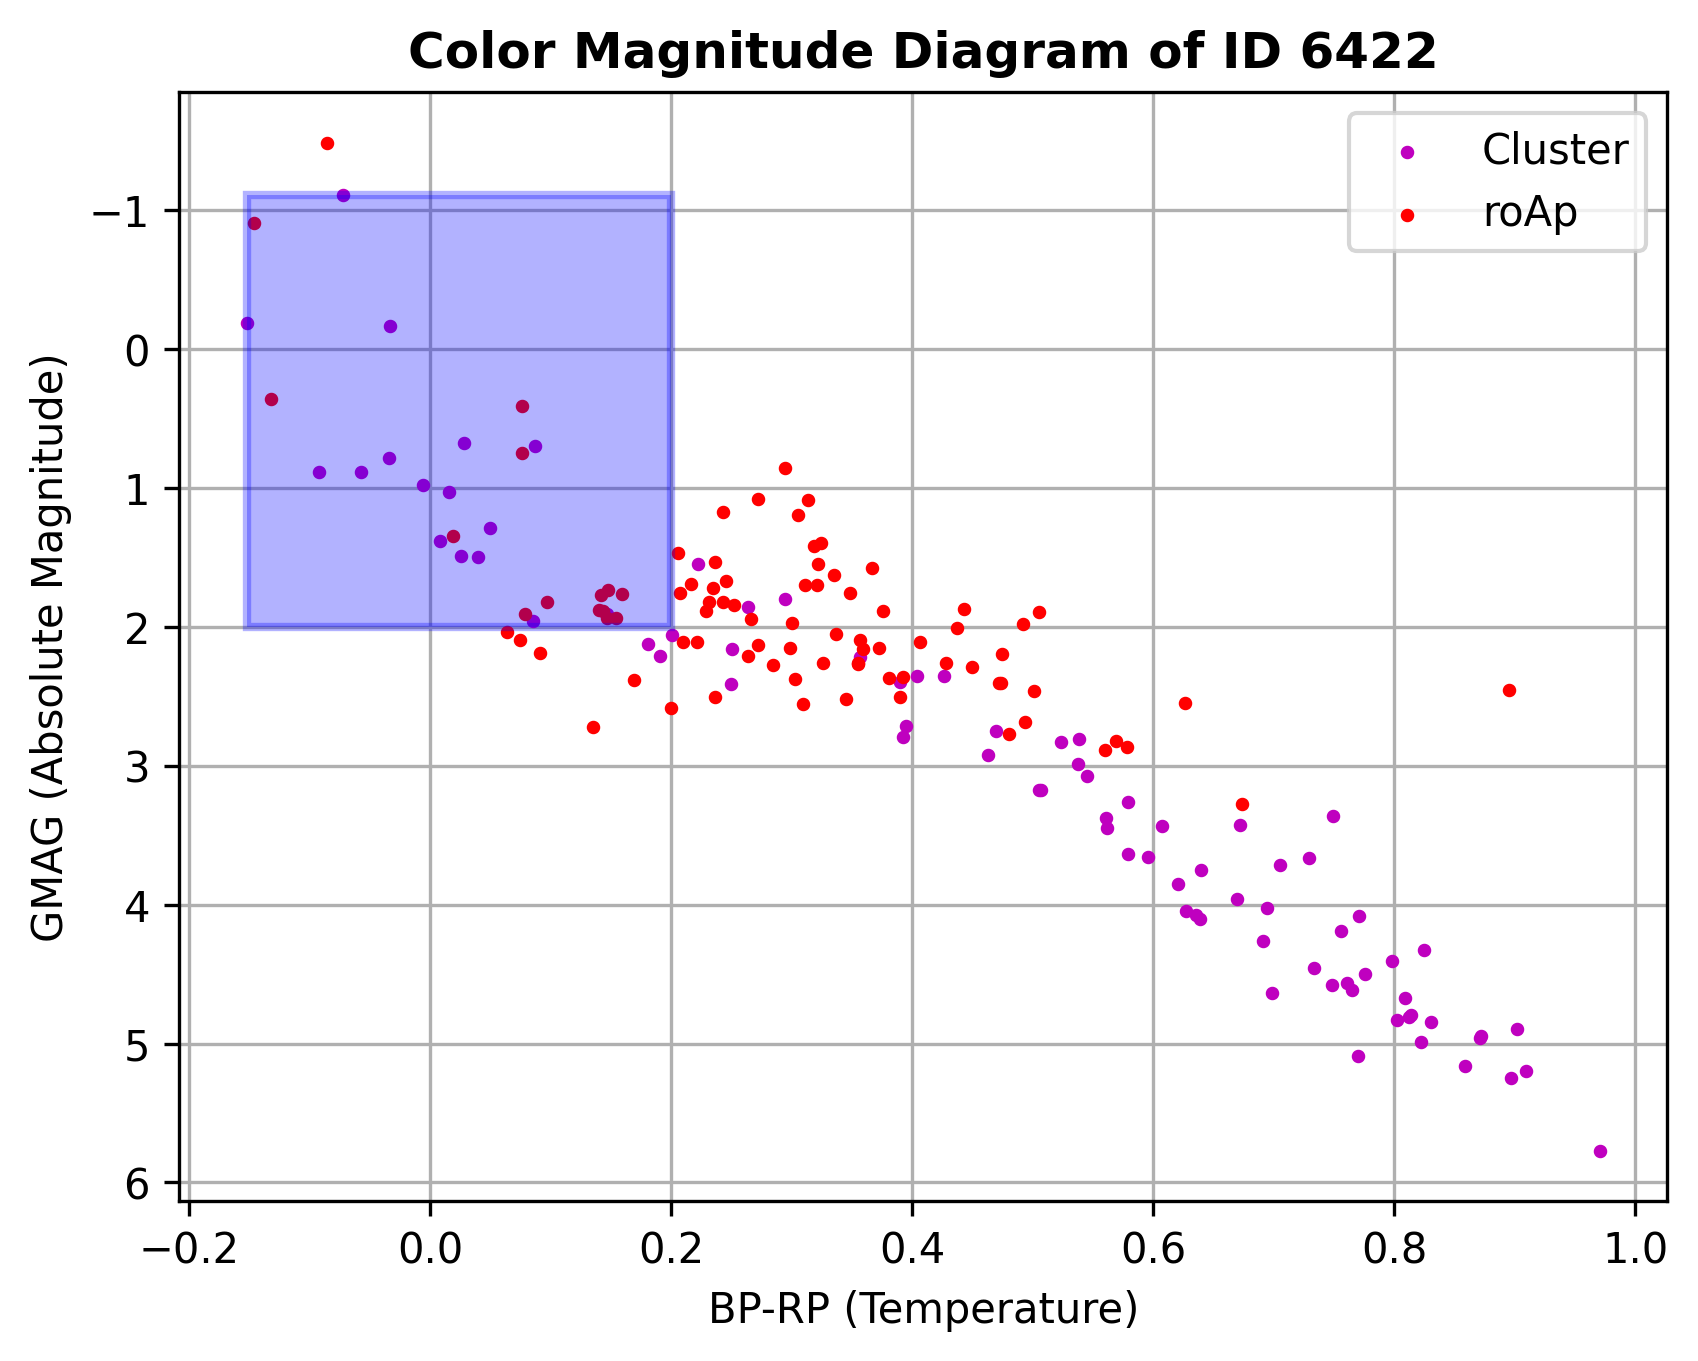 Color Magnitude Diagram of ID 6422
Cluster
roAp
−1
0
1
2
3
4
5
6
GMAG (Absolute Magnitude)
−0.2 0.0 0.2 0.4 0.6 0.8 1.0
BP-RP (Temperature)